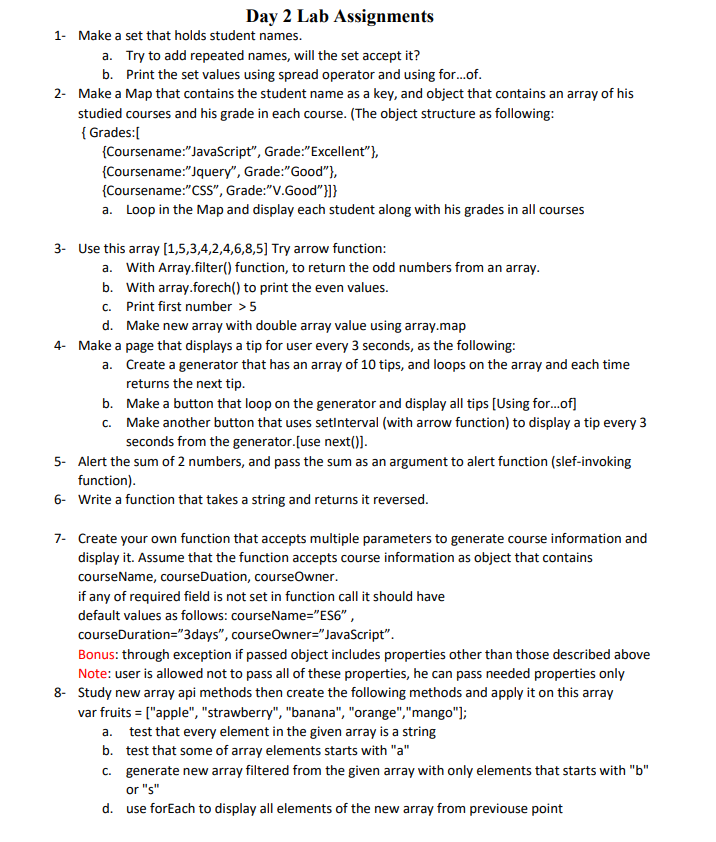 Day 2 Lab Assignments
1- Make a set that holds student names.
a. Try to add repeated names, will the set accept it?
b. Print the set values using spread operator and using for…of.
2- Make a Map that contains the student name as a key, and object that contains an array of his
studied courses and his grade in each course. (The object structure as following:
{ Grades:[
{Coursename:”JavaScript”, Grade:”Excellent”},
{Coursename:”Jquery”, Grade:”Good”},
{Coursename:”CSS”, Grade:”V.Good”}]}
a. Loop in the Map and display each student along with his grades in all courses
3- Use this array [1,5,3,4,2,4,6,8,5] Try arrow function:
a. With Array.filter() function, to return the odd numbers from an array.
b. With array.forech() to print the even values.
c. Print first number > 5
d. Make new array with double array value using array.map
4- Make a page that displays a tip for user every 3 seconds, as the following:
a. Create a generator that has an array of 10 tips, and loops on the array and each time
returns the next tip.
b. Make a button that loop on the generator and display all tips [Using for…of]
c. Make another button that uses setInterval (with arrow function) to display a tip every 3
seconds from the generator.[use next()].
5- Alert the sum of 2 numbers, and pass the sum as an argument to alert function (slef-invoking
function).
6- Write a function that takes a string and returns it reversed.
7- Create your own function that accepts multiple parameters to generate course information and
display it. Assume that the function accepts course information as object that contains
courseName, courseDuation, courseOwner.
if any of required field is not set in function call it should have
default values as follows: courseName=”ES6” ,
courseDuration=”3days”, courseOwner=”JavaScript”.
Bonus: through exception if passed object includes properties other than those described above
Note: user is allowed not to pass all of these properties, he can pass needed properties only
8- Study new array api methods then create the following methods and apply it on this array
var fruits = ["apple", "strawberry", "banana", "orange","mango"];
a. test that every element in the given array is a string
b. test that some of array elements starts with "a"
c. generate new array filtered from the given array with only elements that starts with "b"
or "s"
d. use forEach to display all elements of the new array from previouse point